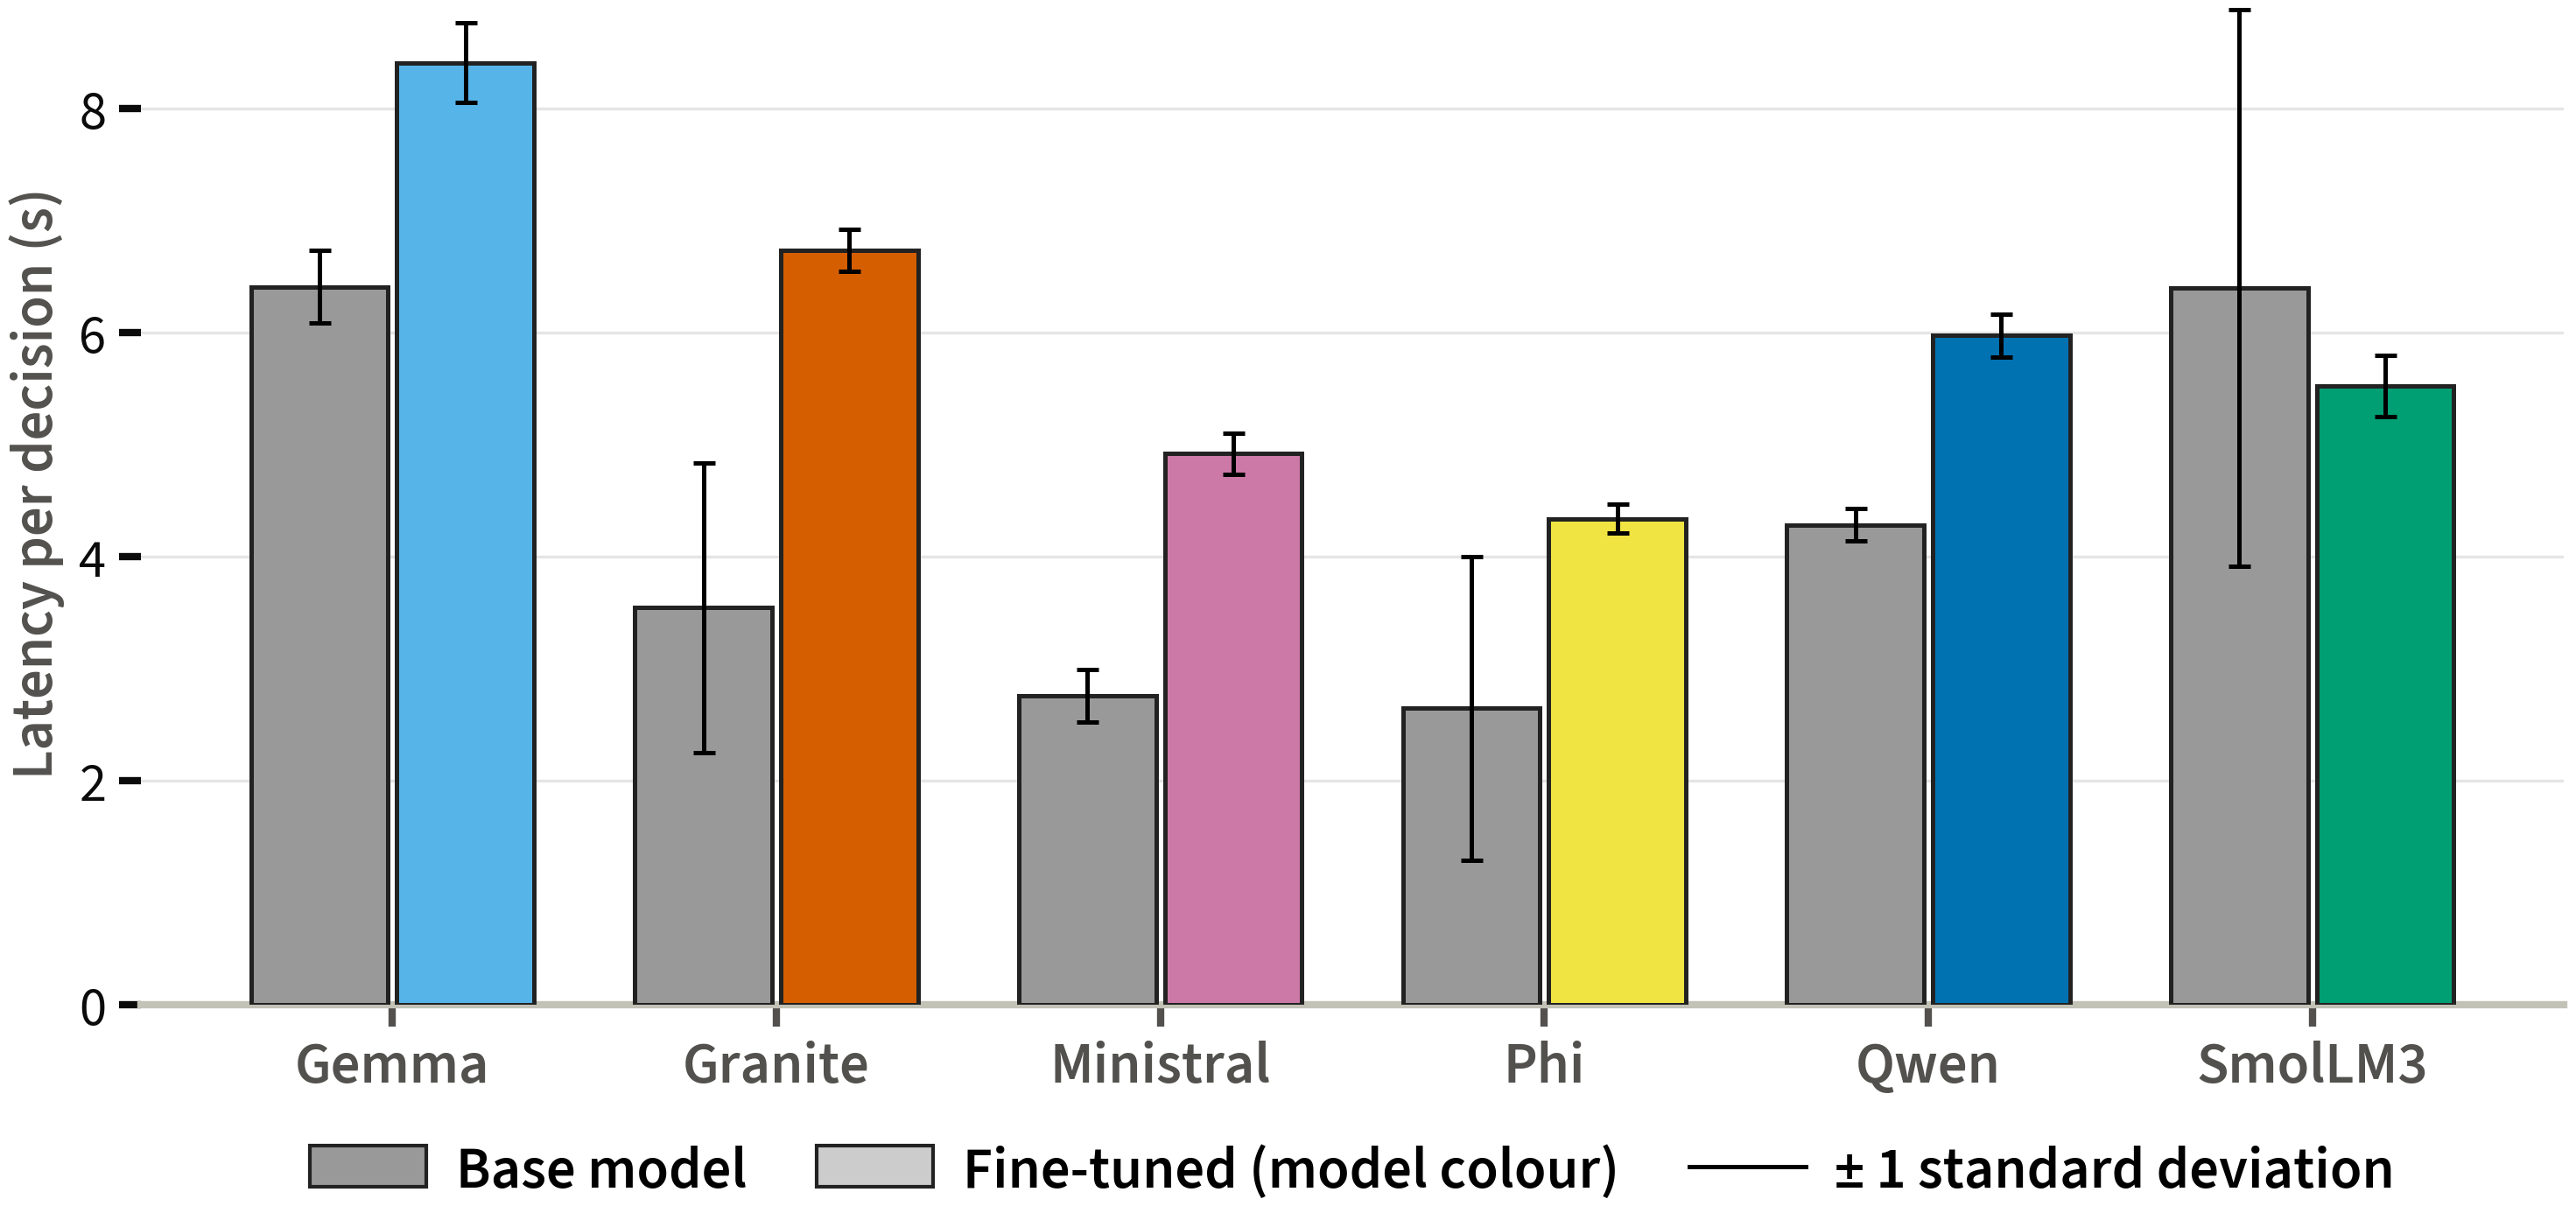 Latency per decision (s)
8
6
4
2
0
Gemma Granite Ministral Phi Qwen SmolLM3
Base model Fine-tuned (model colour) ± 1 standard deviation